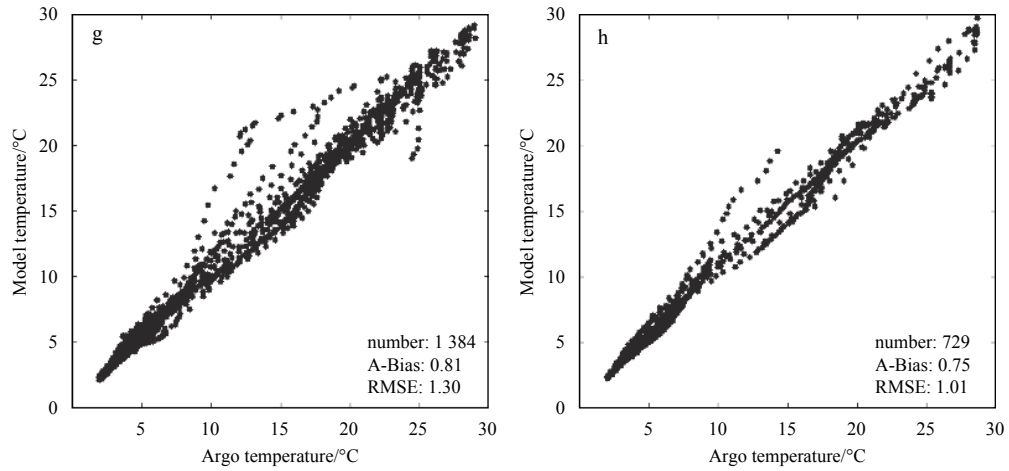 g
30
25
20
15
10
5
0
Model temperature/°C
number: 1 384
A-Bias: 0.81
RMSE: 1.30
5 10 15 20 25 30
Argo temperature/°C
h
30
25
20
15
10
5
0
Model temperature/°C
number: 729
A-Bias: 0.75
RMSE: 1.01
5 10 15 20 25 30
Argo temperature/°C